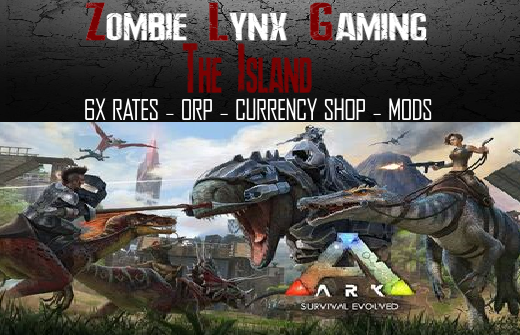 Zombie Lynx Gaming
The Island
6X RATES - ORP - CURRENCY SHOP - MODS
ARK
SURVIVAL EVOLVED